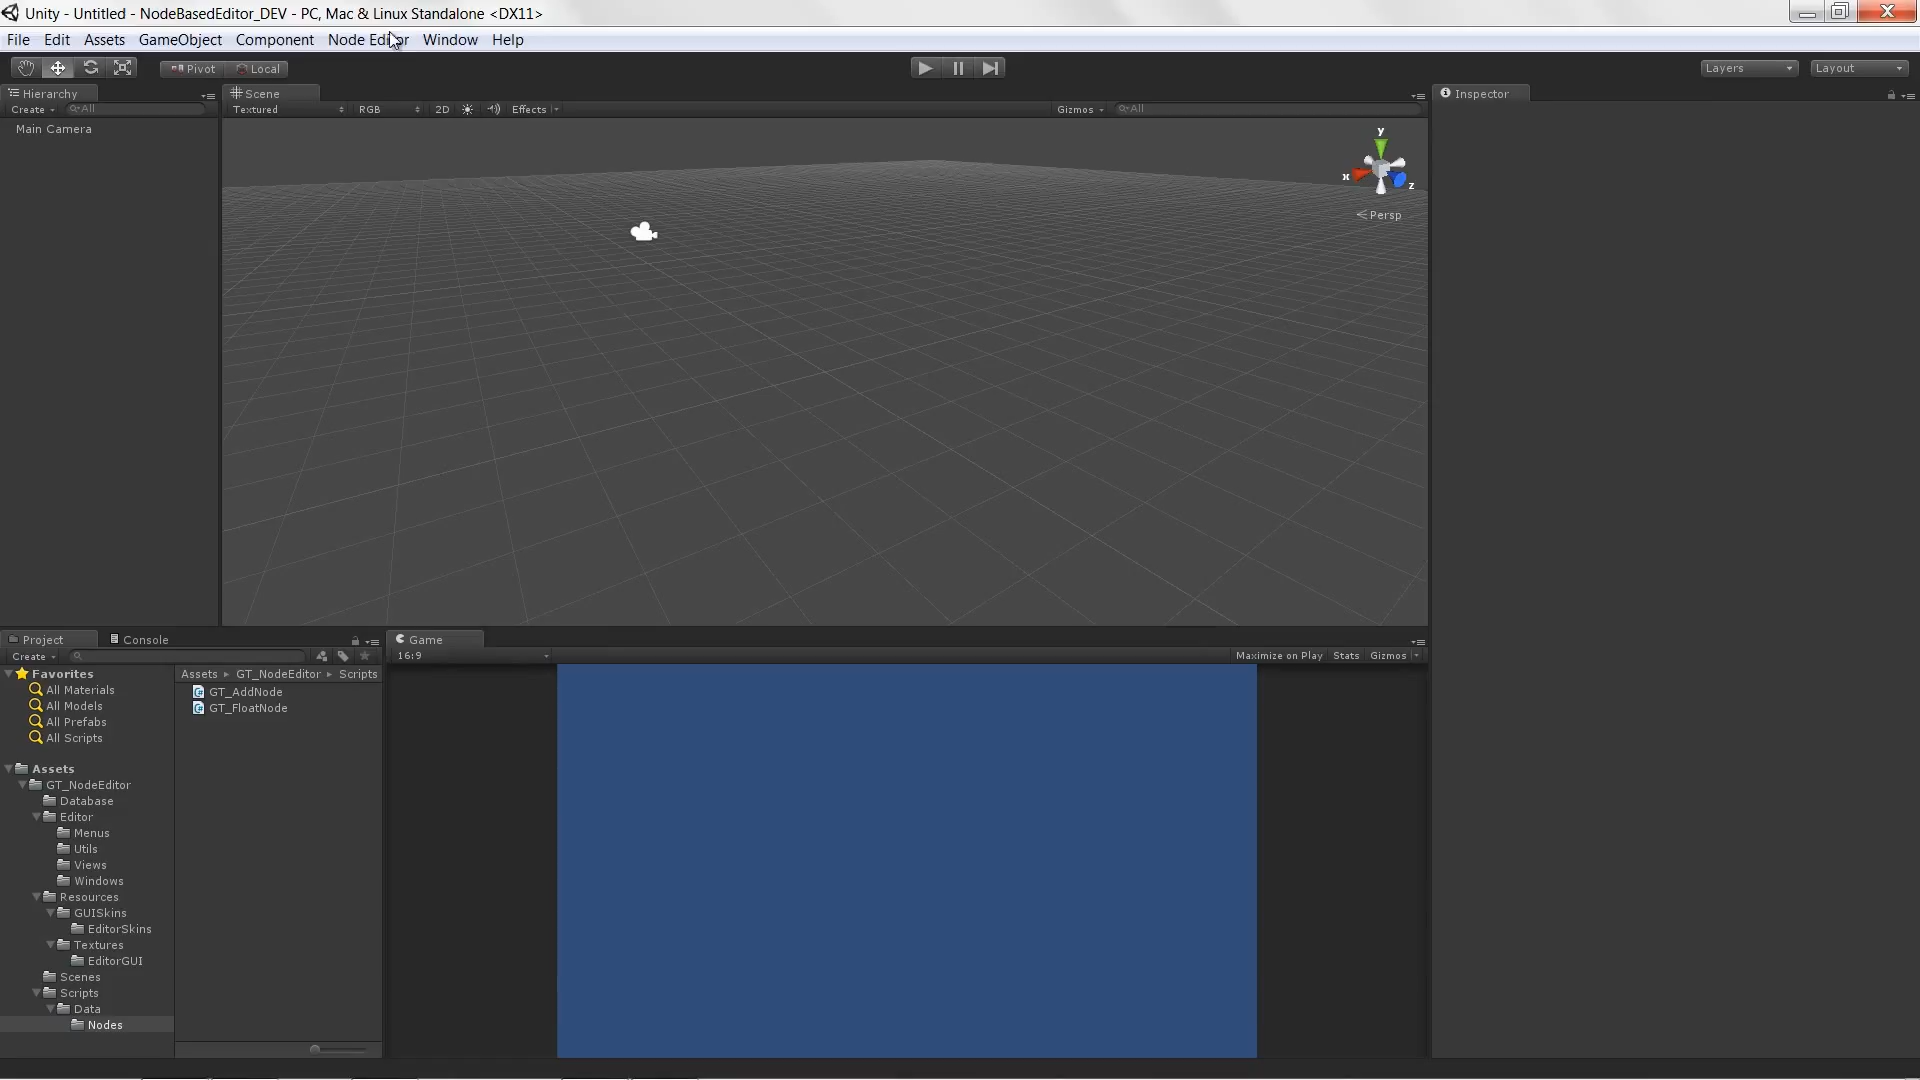 Unity - Untitled - NodeBasedEditor_DEV - PC, Mac & Linux Standalone <DX11>
File Edit Assets GameObject Component Node Editor Window Help
Pivot Local Layers Layout
Hierarchy Scene Inspector
Create All Textured RGB 2D Effects Gizmos All
Main Camera
y
x
z
Persp
Project Console Game
Create 16:9 Maximize on Play Stats Gizmos
Favorites Assets GT_NodeEditor Scripts
All Materials GT_AddNode
All Models GT_FloatNode
All Prefabs
All Scripts
Assets
GT_NodeEditor
Database
Editor
Menus
Utils
Views
Windows
Resources
GUISkins
EditorSkins
Textures
EditorGUI
Scenes
Scripts
Data
Nodes